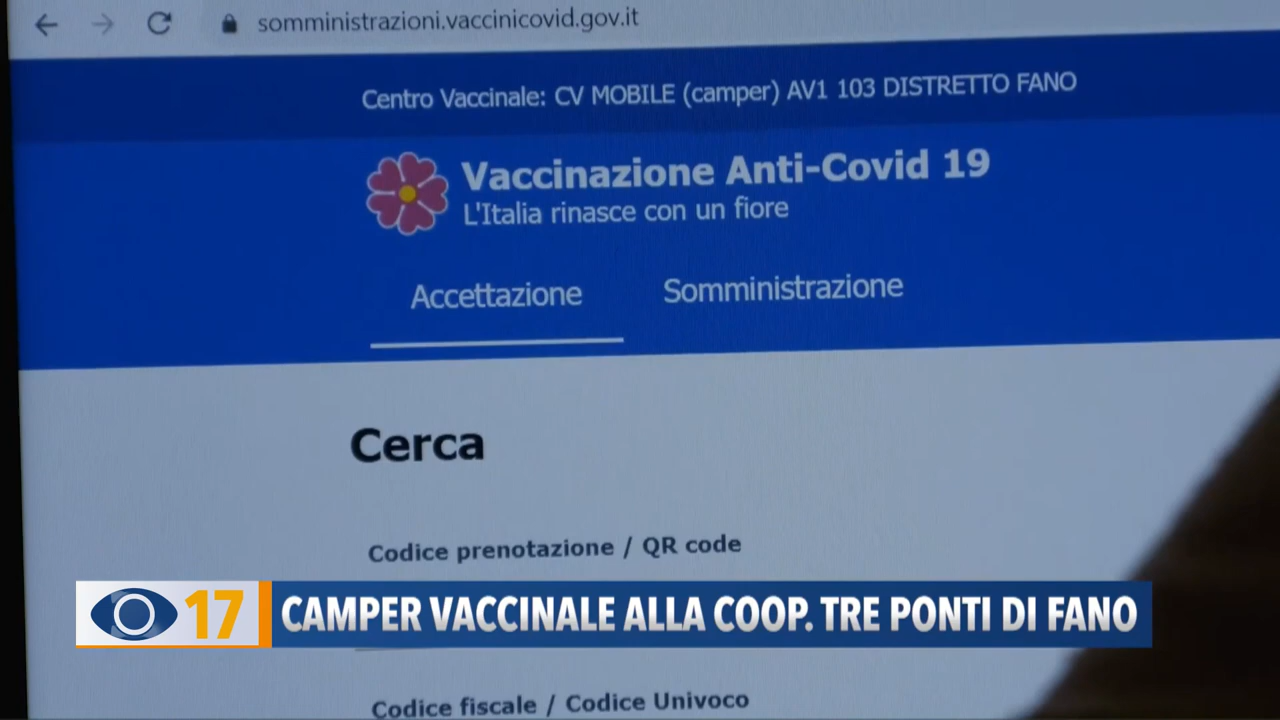 somministrazioni.vaccinicovid.gov.it
Centro Vaccinale: CV MOBILE (camper) AV1 103 DISTRETTO FANO
Vaccinazione Anti-Covid 19
L'Italia rinasce con un fiore
Accettazione Somministrazione
Cerca
Codice prenotazione / QR code
17 CAMPER VACCINALE ALLA COOP. TRE PONTI DI FANO
Codice fiscale / Codice Univoco